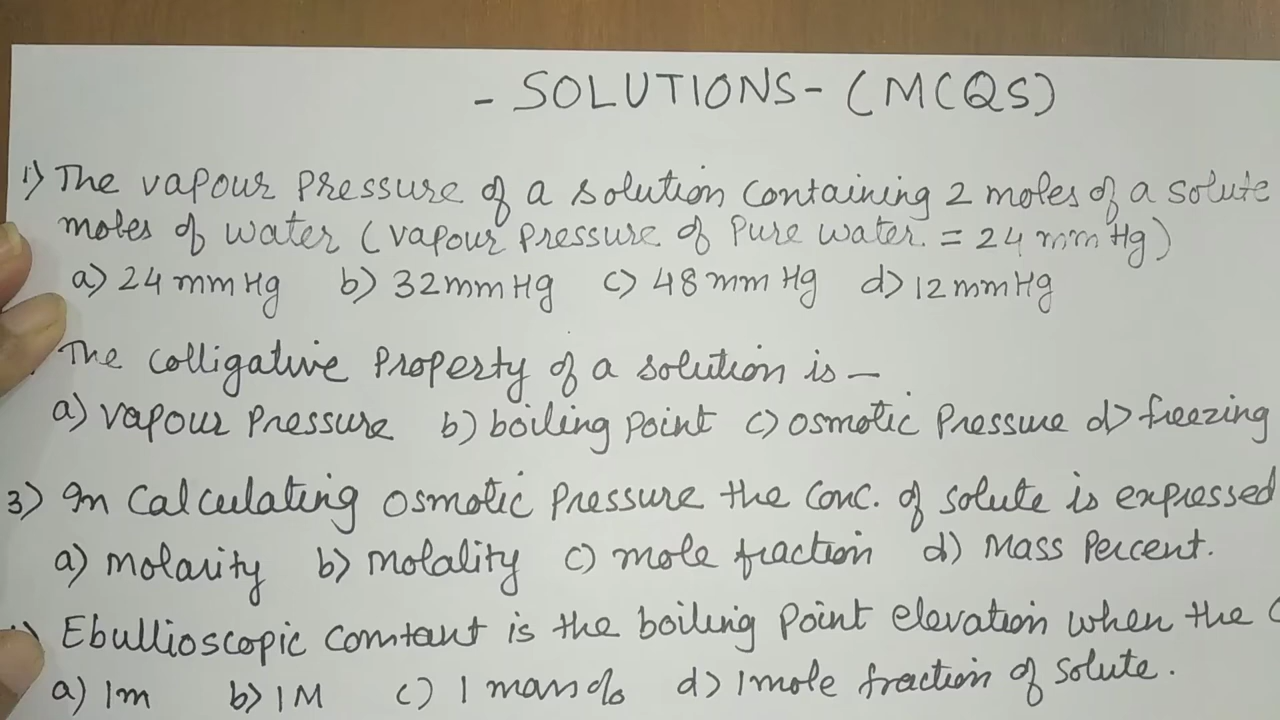 - SOLUTIONS - (MCQS)
1) The vapour pressure of a solution containing 2 moles of a solute
moles of water (vapour pressure of pure water. = 24 mm Hg)
a) 24 mm Hg b) 32 mm Hg c) 48 mm Hg d) 12 mm Hg
The colligative property of a solution is —
a) vapour pressure b) boiling point c) osmotic pressure d) freezing
3) In calculating osmotic pressure the conc. of solute is expressed
a) molarity b) molality c) mole fraction d) Mass percent.
Ebullioscopic constant is the boiling point elevation when the
a) 1m b) 1M c) 1 mass % d) 1 mole fraction of solute.